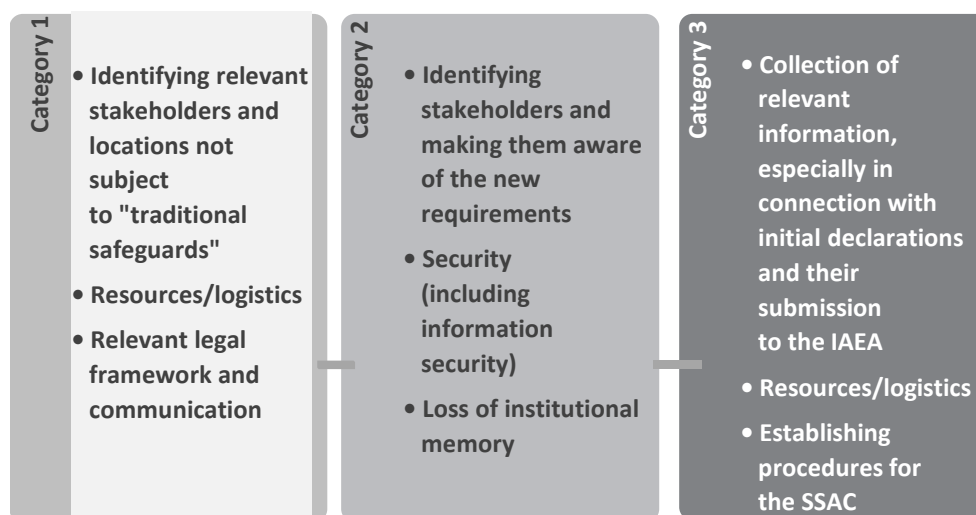 Category 1
• Identifying relevant
stakeholders and
locations not
subject
to "traditional
safeguards"
• Resources/logistics
• Relevant legal
framework and
communication
Category 2
• Identifying
stakeholders and
making them aware
of the new
requirements
• Security
(including
information
security)
• Loss of institutional
memory
Category 3
• Collection of
relevant
information,
especially in
connection with
initial declarations
and their
submission
to the IAEA
• Resources/logistics
• Establishing
procedures for
the SSAC